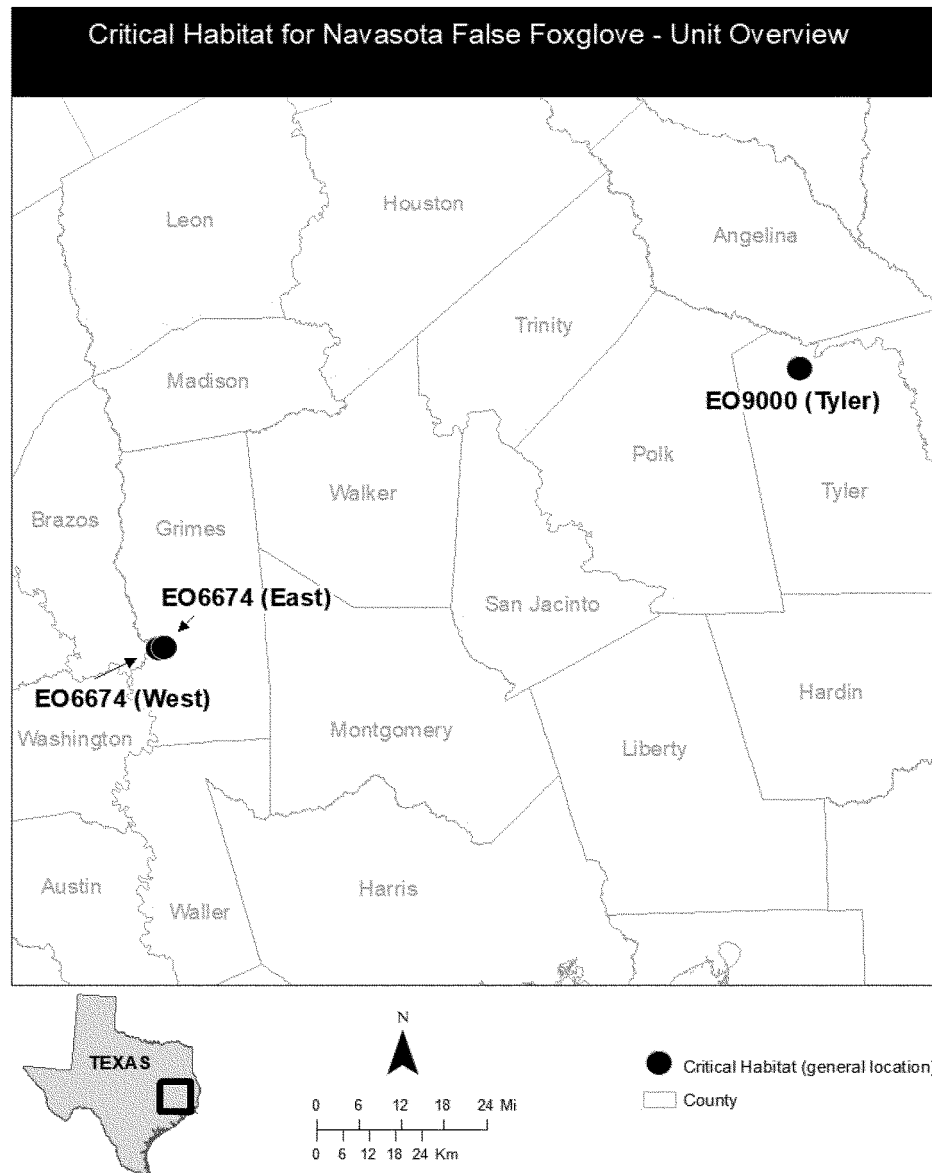 Critical Habitat for Navasota False Foxglove - Unit Overview
Houston
Leon
Angelina
Trinity
Madison
EO9000 (Tyler)
Polk
Walker
Tyler
Brazos
Grimes
EO6674 (East)
San Jacinto
EO6674 (West)
Hardin
Washington
Montgomery
Liberty
Austin
Harris
Waller
N
TEXAS
Critical Habitat (general location)
County
0 6 12 18 24 Mi
0 6 12 18 24 Km